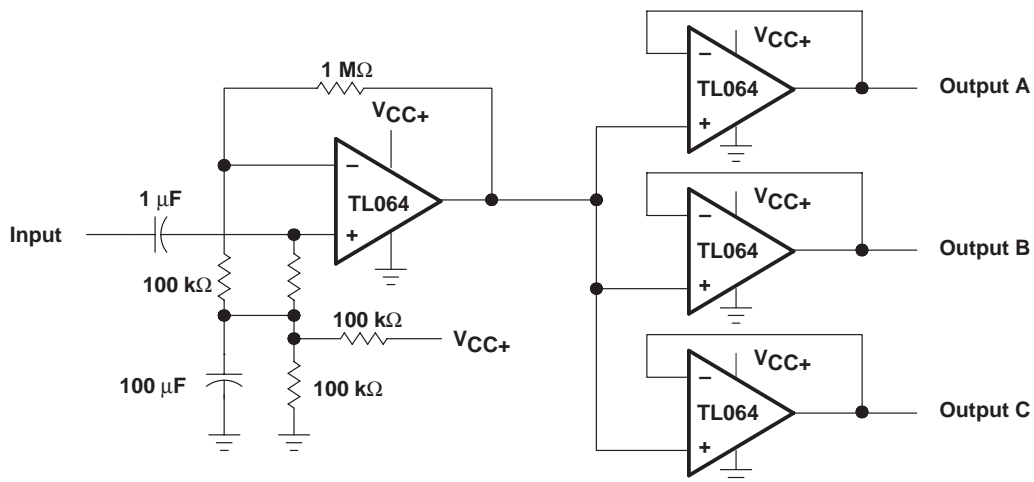 VCC+
−
TL064
+
Output A
1 MΩ
VCC+
−
TL064
+
1 μF
Input
100 kΩ
100 kΩ
VCC+
100 μF
100 kΩ
VCC+
−
TL064
+
Output B
VCC+
−
TL064
+
Output C